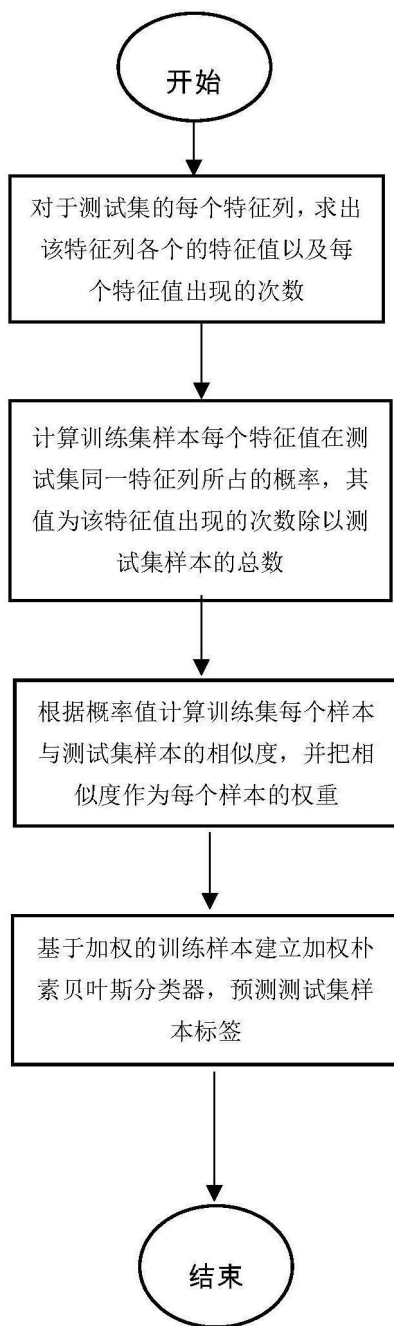 开始
对于测试集的每个特征列，求出
该特征列各个的特征值以及每
个特征值出现的次数
计算训练集样本每个特征值在测
试集同一特征列所占的概率，其
值为该特征值出现的次数除以测
试集样本的总数
根据概率值计算训练集每个样本
与测试集样本的相似度，并把相
似度作为每个样本的权重
基于加权的训练样本建立加权朴
素贝叶斯分类器，预测测试集样
本标签
结束